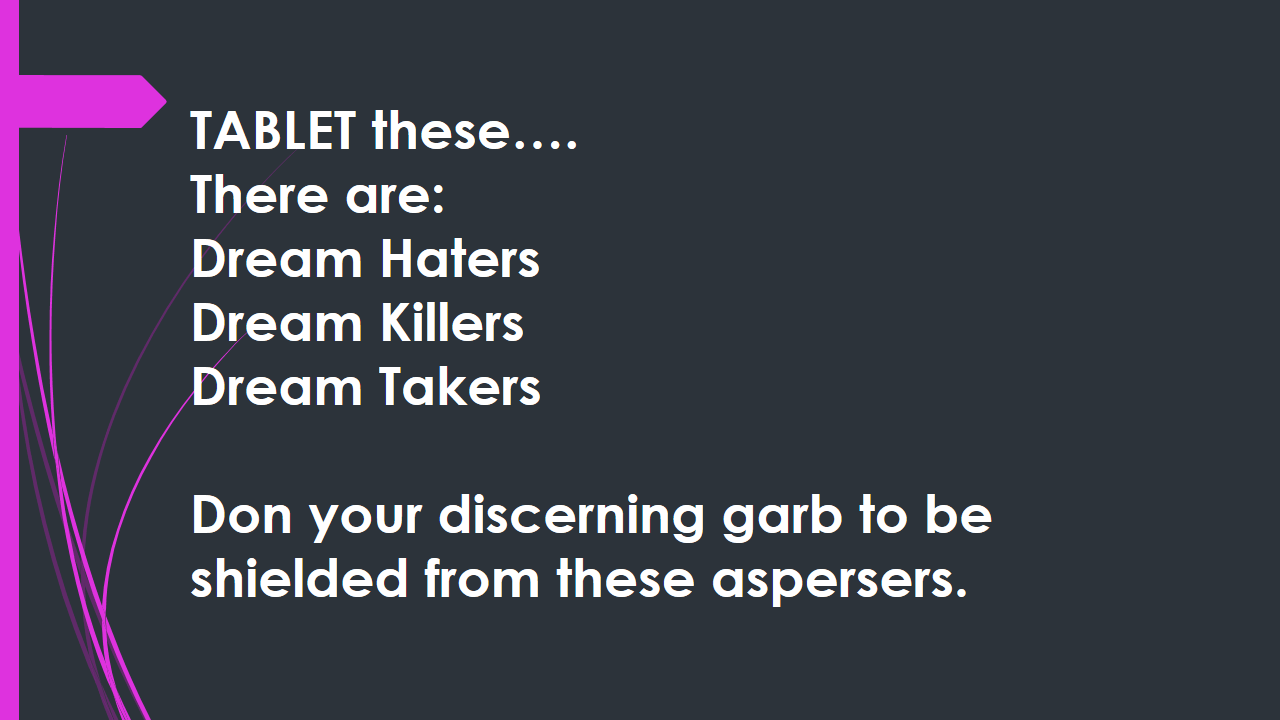 TABLET these....
There are:
Dream Haters
Dream Killers
Dream Takers
Don your discerning garb to be
shielded from these aspersers.